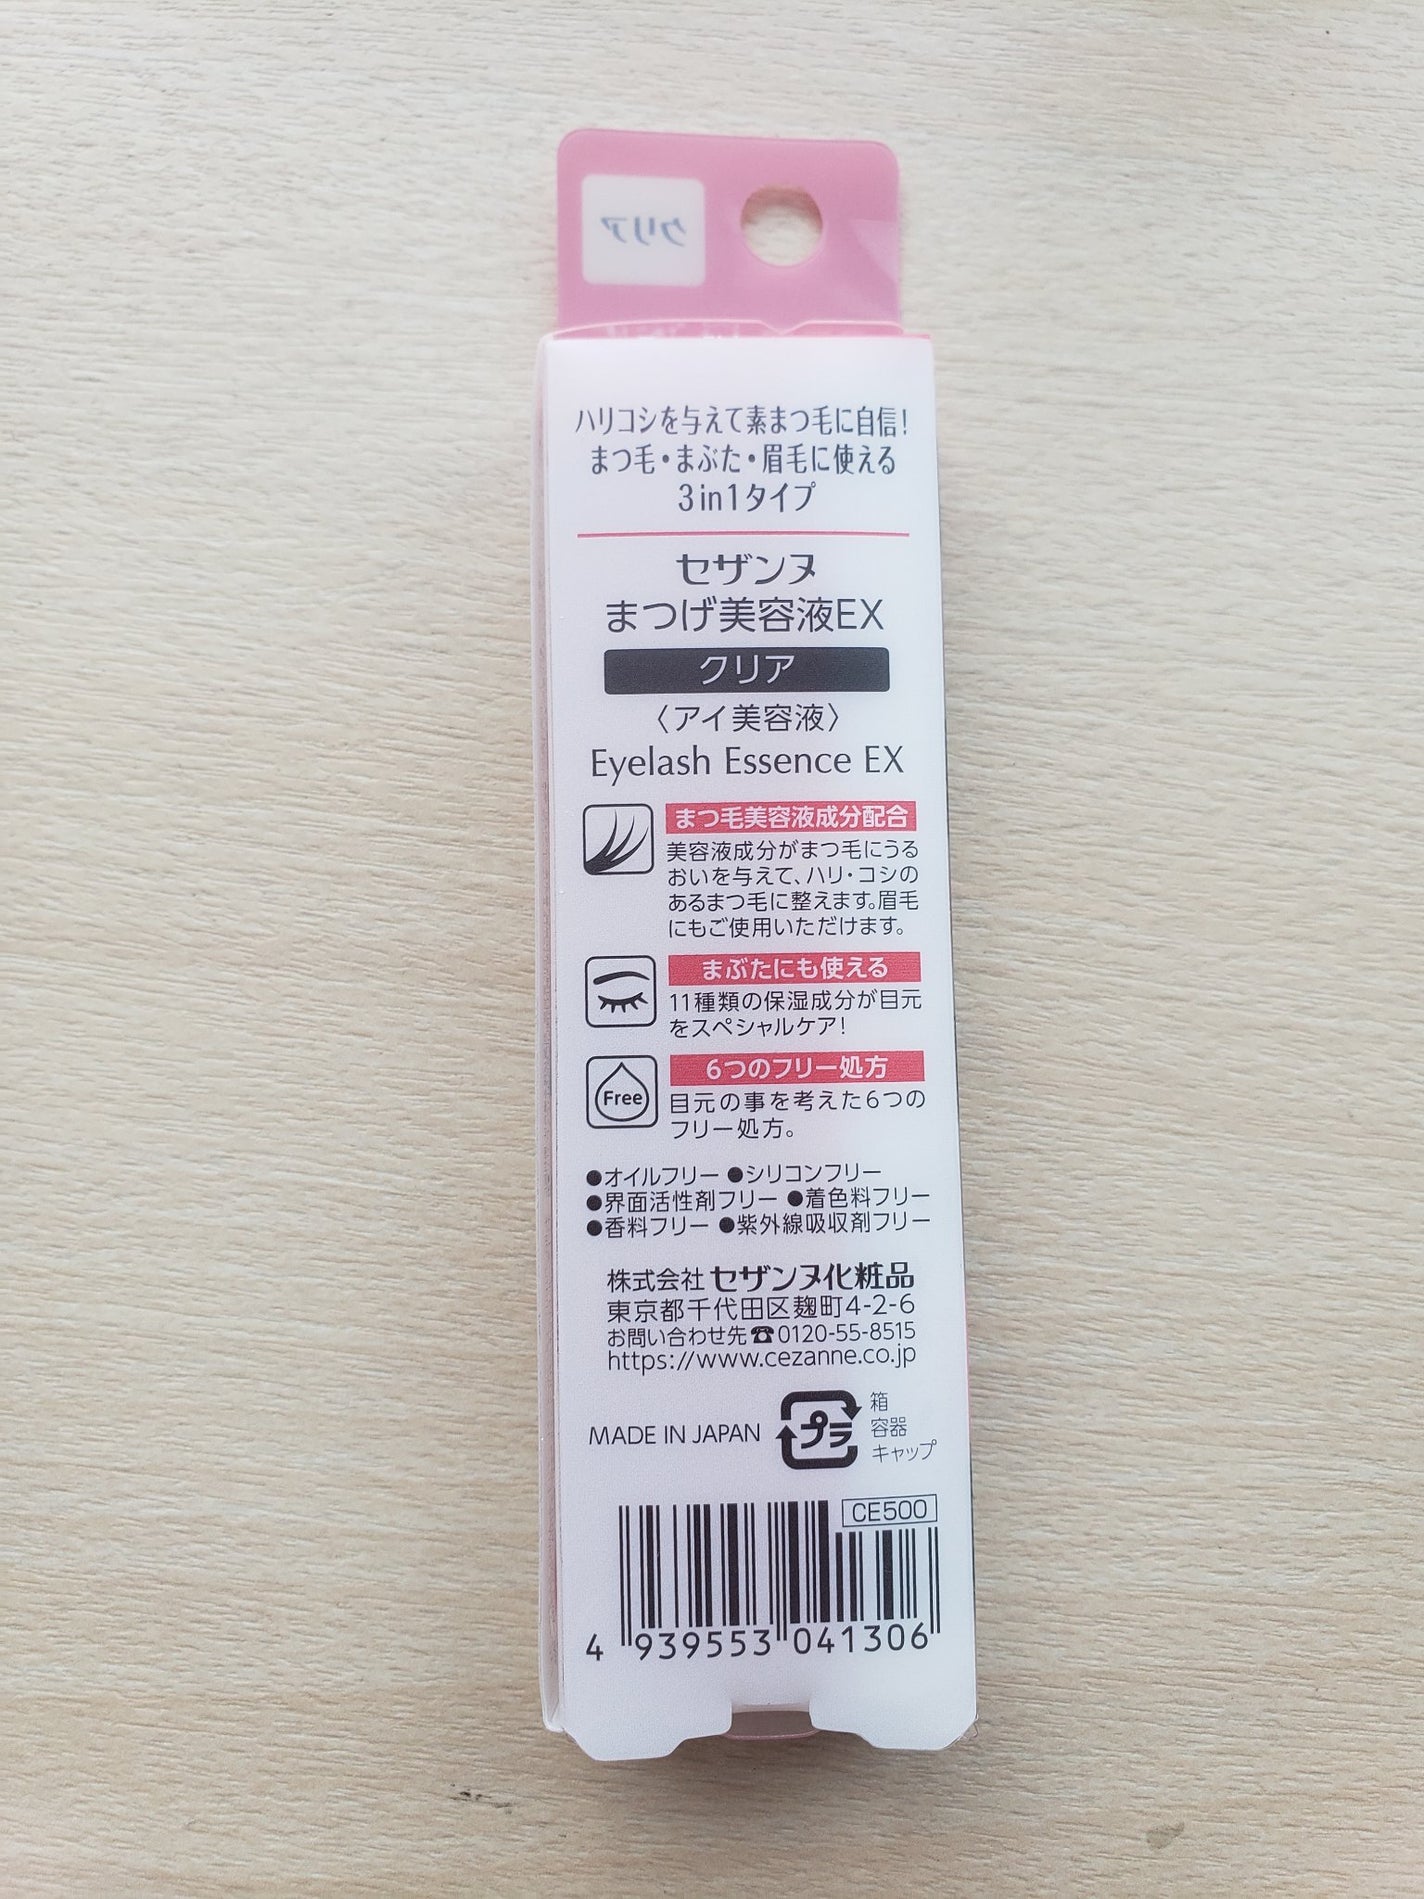 クリア
ハリコシを与えて素まつ毛に自信!
まつ毛・まぶた・眉毛に使える
3in1タイプ
セザンヌ
まつげ美容液EX
クリア
〈アイ美容液〉
Eyelash Essence EX
まつ毛美容液成分配合
美容液成分がまつ毛にうる
おいを与えて、ハリ・コシの
あるまつ毛に整えます。眉毛
にもご使用いただけます。
まぶたにも使える
11種類の保湿成分が目元
をスペシャルケア!
Free
6つのフリー処方
目元の事を考えた6つの
フリー処方。
●オイルフリー ●シリコンフリー
●界面活性剤フリー ●着色料フリー
●香料フリー ●紫外線吸収剤フリー
株式会社 セザンヌ化粧品
東京都千代田区麹町4-2-6
お問い合わせ先☎0120-55-8515
https://www.cezanne.co.jp
MADE IN JAPAN
プラ
箱
容器
キャップ
CE500
4 939553 041306